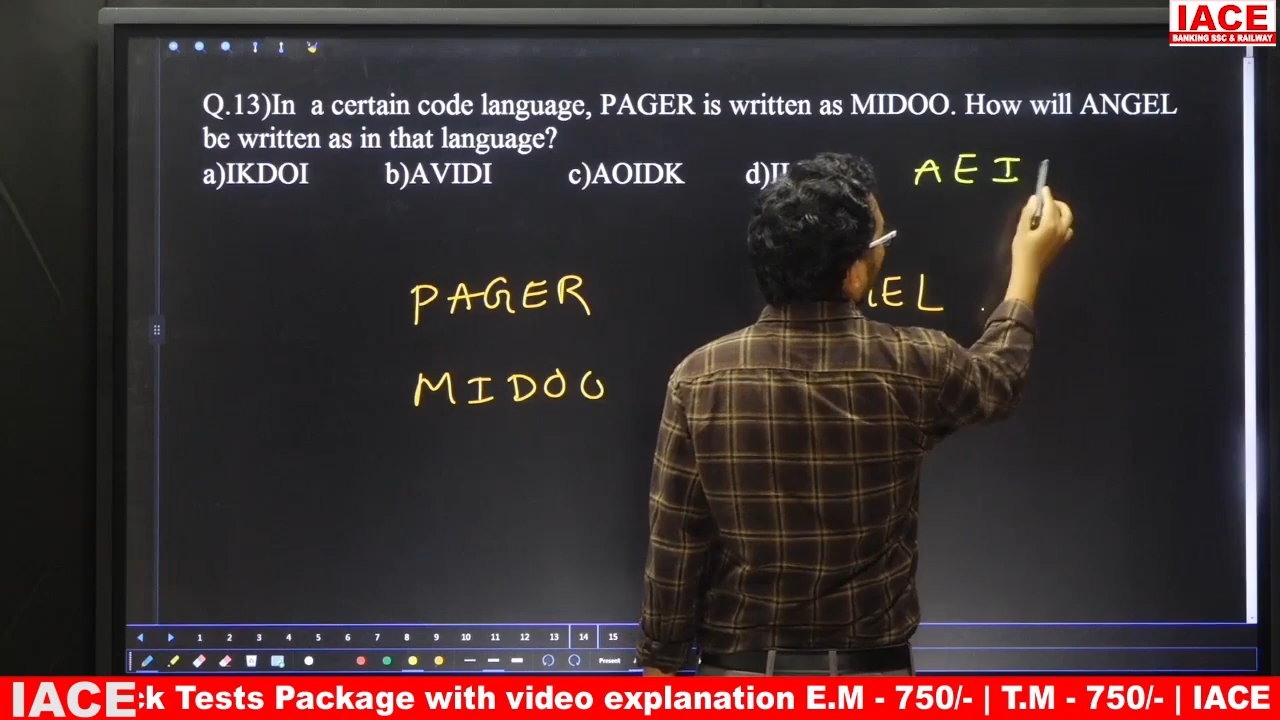 IACE
BANKING SSC & RAILWAY
Q.13)In a certain code language, PAGER is written as MIDOO. How will ANGEL
be written as in that language?
a)IKDOI b)AVIDI c)AOIDK
A E I
PAGER EL
MIDOO
1 2 3 4 5 6 7 8 9 10 11 12 13 14 15
Present
IACE ck Tests Package with video explanation E.M - 750/- | T.M - 750/- | IACE